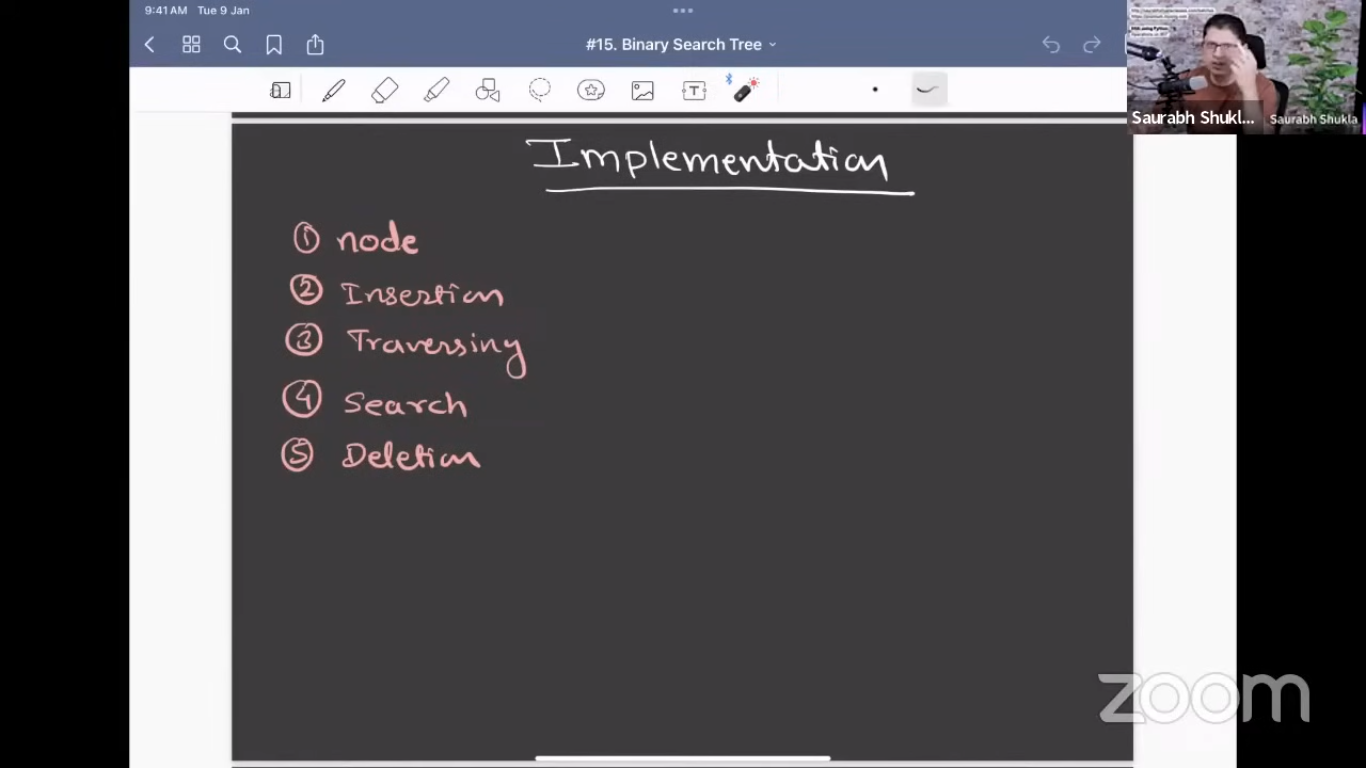 9:41 AM Tue 9 Jan
#15. Binary Search Tree
T
Implementation
① node
② Insertion
③ Traversing
④ Search
⑤ Deletion
Saurabh Shukl...
Saurabh Shukla
zoom